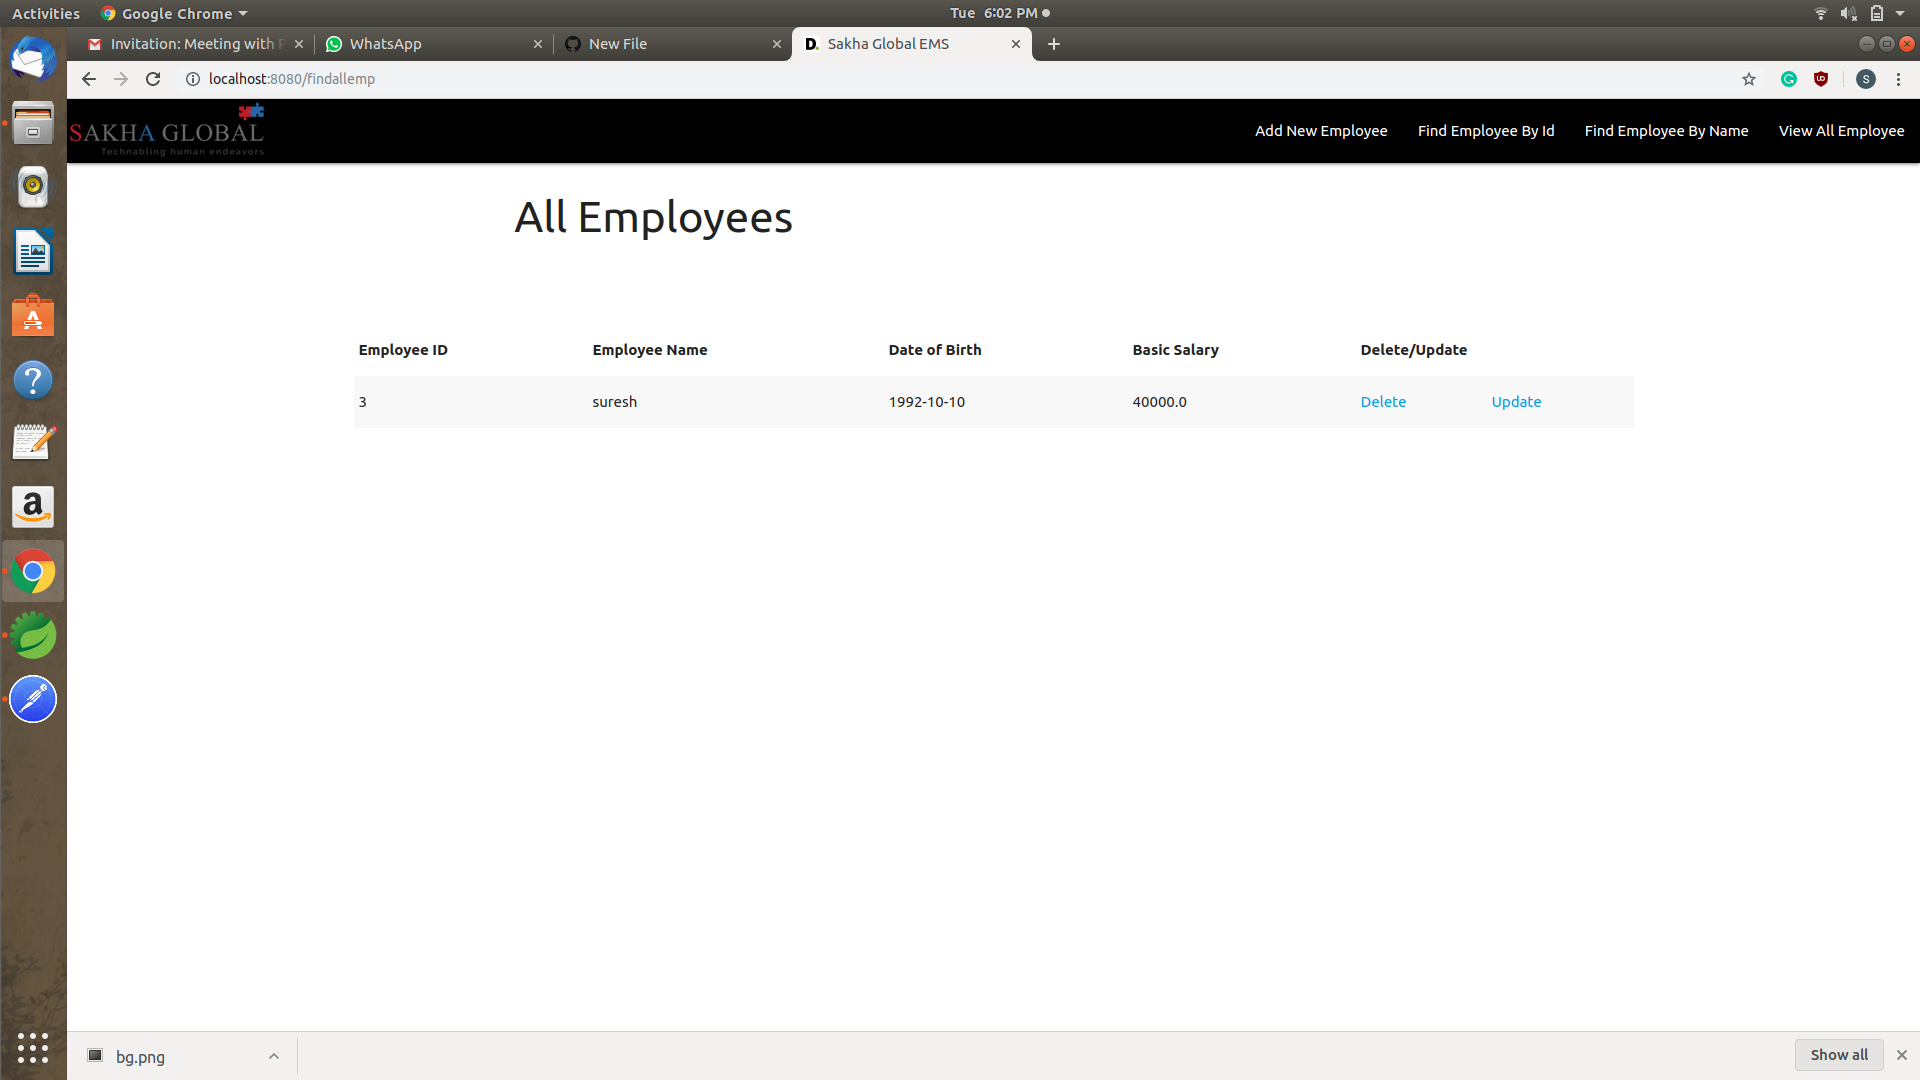 Activities Google Chrome Tue 6:02 PM
Invitation: Meeting with WhatsApp New File D. Sakha Global EMS
localhost:8080/findallemp S
SAKHA GLOBAL
Technabling human endeavors
Add New Employee Find Employee By Id Find Employee By Name View All Employee
All Employees
Employee ID Employee Name Date of Birth Basic Salary Delete/Update
3 suresh 1992-10-10 40000.0 Delete Update
bg.png Show all